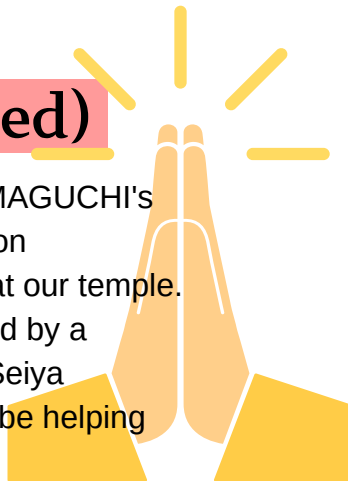 ed)
MAGUCHI's
on
at our temple.
d by a
Seiya
be helping